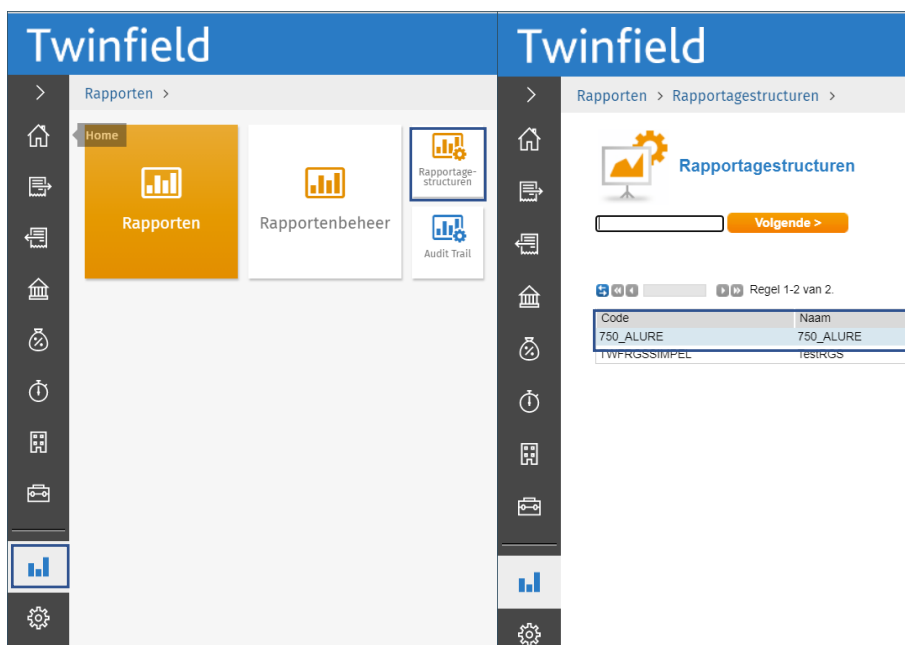 Twinfield
Rapporten >
Home
Rapporten
Rapportenbeheer
Rapportage-
structuren
Audit Trail
Twinfield
Rapporten > Rapportagestructuren >
Rapportagestructuren
Volgende >
Regel 1-2 van 2.
Code Naam
750_ALURE 750_ALURE
TWFRGSSIMPEL TestRGS